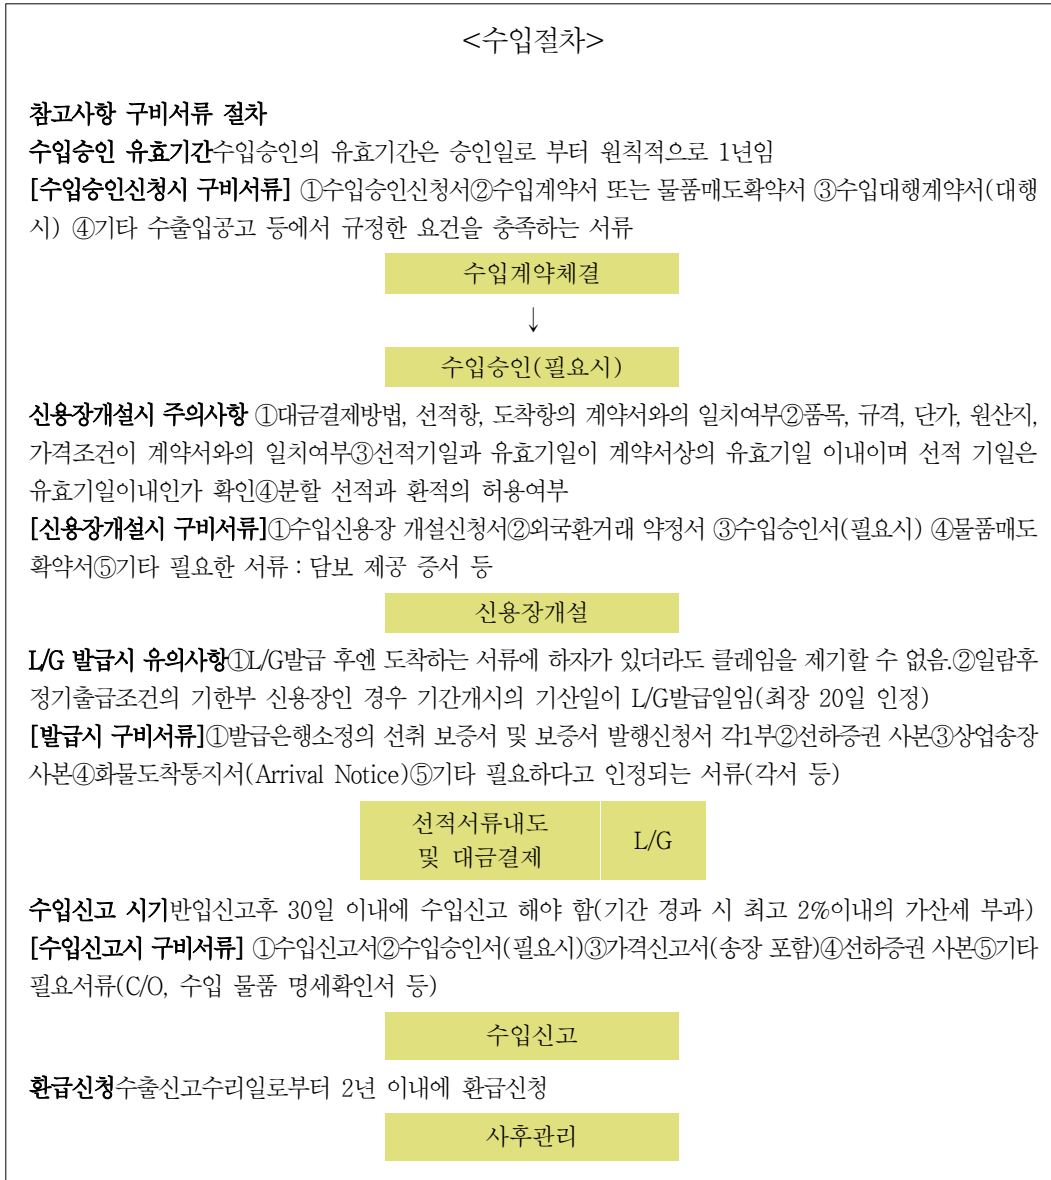 <수입절차>
참고사항 구비서류 절차
수입승인 유효기간수입승인의 유효기간은 승인일로 부터 원칙적으로 1년임
[수입승인신청시 구비서류] ①수입승인신청서②수입계약서 또는 물품매도확약서 ③수입대행계약서(대행
시) ④기타 수출입공고 등에서 규정한 요건을 충족하는 서류
수입계약체결
↓
수입승인(필요시)
신용장개설시 주의사항 ①대금결제방법, 선적항, 도착항의 계약서와의 일치여부②품목, 규격, 단가, 원산지,
가격조건이 계약서와의 일치여부③선적기일과 유효기일이 계약서상의 유효기일 이내이며 선적 기일은
유효기일이내인가 확인④분할 선적과 환적의 허용여부
[신용장개설시 구비서류]①수입신용장 개설신청서②외국환거래 약정서 ③수입승인서(필요시) ④물품매도
확약서⑤기타 필요한 서류 : 담보 제공 증서 등
신용장개설
L/G 발급시 유의사항①L/G발급 후엔 도착하는 서류에 하자가 있더라도 클레임을 제기할 수 없음.②일람후
정기출급조건의 기한부 신용장인 경우 기간개시의 기산일이 L/G발급일임(최장 20일 인정)
[발급시 구비서류]①발급은행소정의 선취 보증서 및 보증서 발행신청서 각1부②선하증권 사본③상업송장
사본④화물도착통지서(Arrival Notice)⑤기타 필요하다고 인정되는 서류(각서 등)
선적서류내도
및 대금결제
L/G
수입신고 시기반입신고후 30일 이내에 수입신고 해야 함(기간 경과 시 최고 2%이내의 가산세 부과)
[수입신고시 구비서류] ①수입신고서②수입승인서(필요시)③가격신고서(송장 포함)④선하증권 사본⑤기타
필요서류(C/O, 수입 물품 명세확인서 등)
수입신고
환급신청수출신고수리일로부터 2년 이내에 환급신청
사후관리